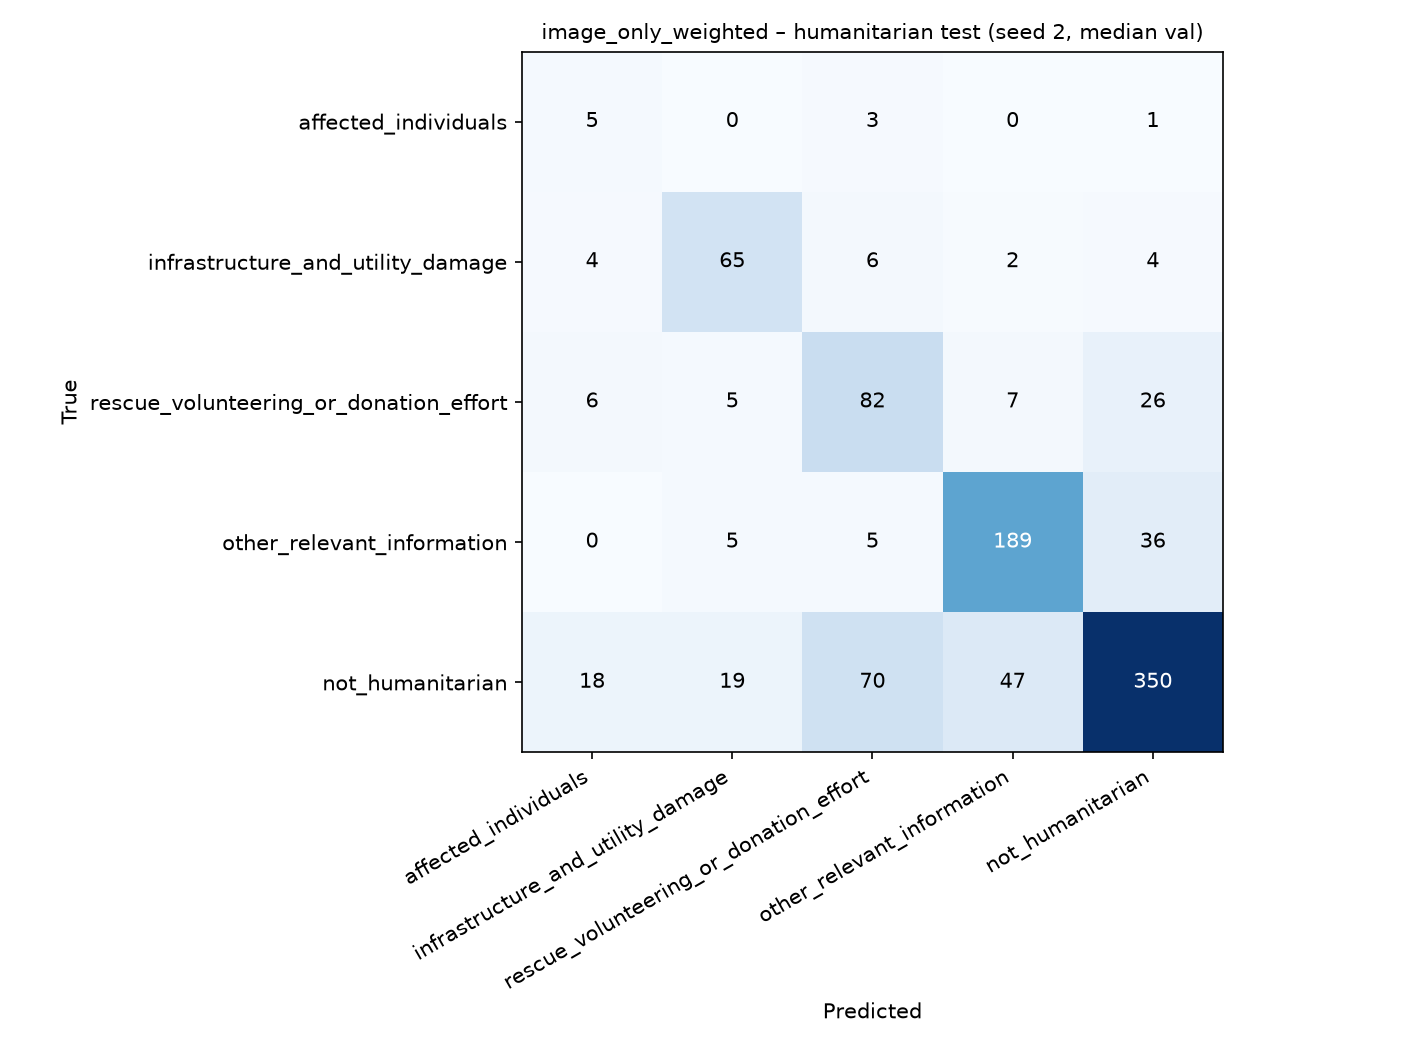 image_only_weighted – humanitarian test (seed 2, median val)
True
affected_individuals 5 0 3 0 1
infrastructure_and_utility_damage 4 65 6 2 4
rescue_volunteering_or_donation_effort 6 5 82 7 26
other_relevant_information 0 5 5 189 36
not_humanitarian 18 19 70 47 350
affected_individuals
infrastructure_and_utility_damage
rescue_volunteering_or_donation_effort
other_relevant_information
not_humanitarian
Predicted